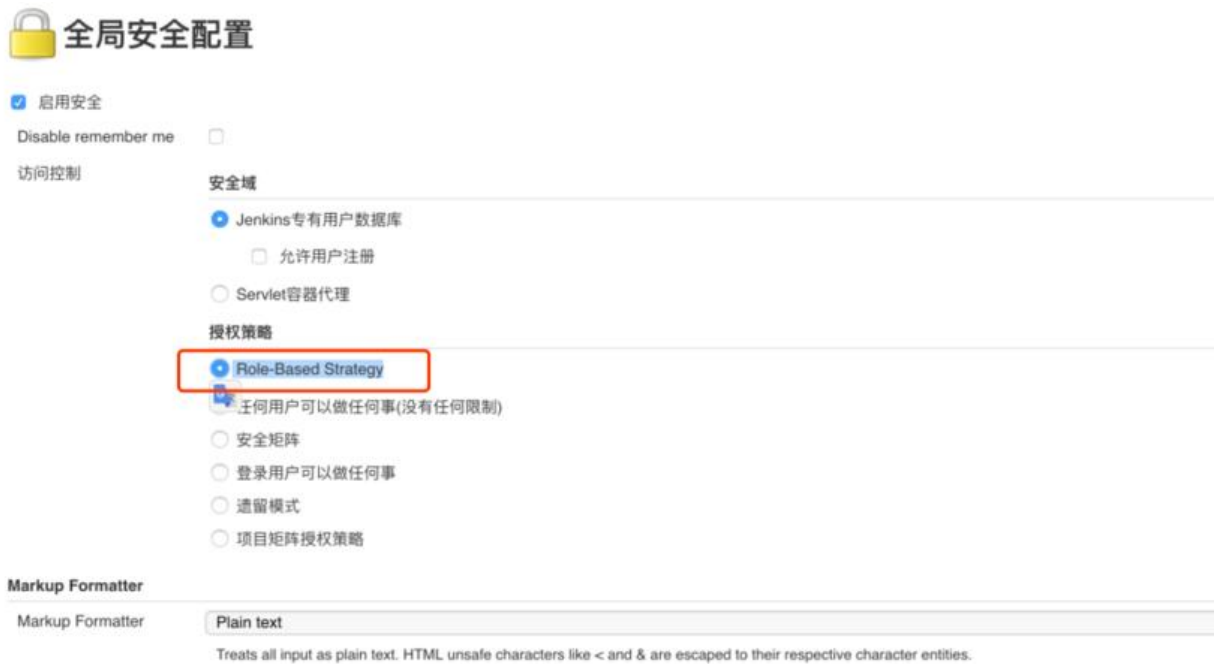 全局安全配置
启用安全
Disable remember me
访问控制
安全域
Jenkins专有用户数据库
允许用户注册
Servlet容器代理
授权策略
Role-Based Strategy
任何用户可以做任何事(没有任何限制)
安全矩阵
登录用户可以做任何事
遗留模式
项目矩阵授权策略
Markup Formatter
Markup Formatter Plain text
Treats all input as plain text. HTML unsafe characters like < and & are escaped to their respective character entities.